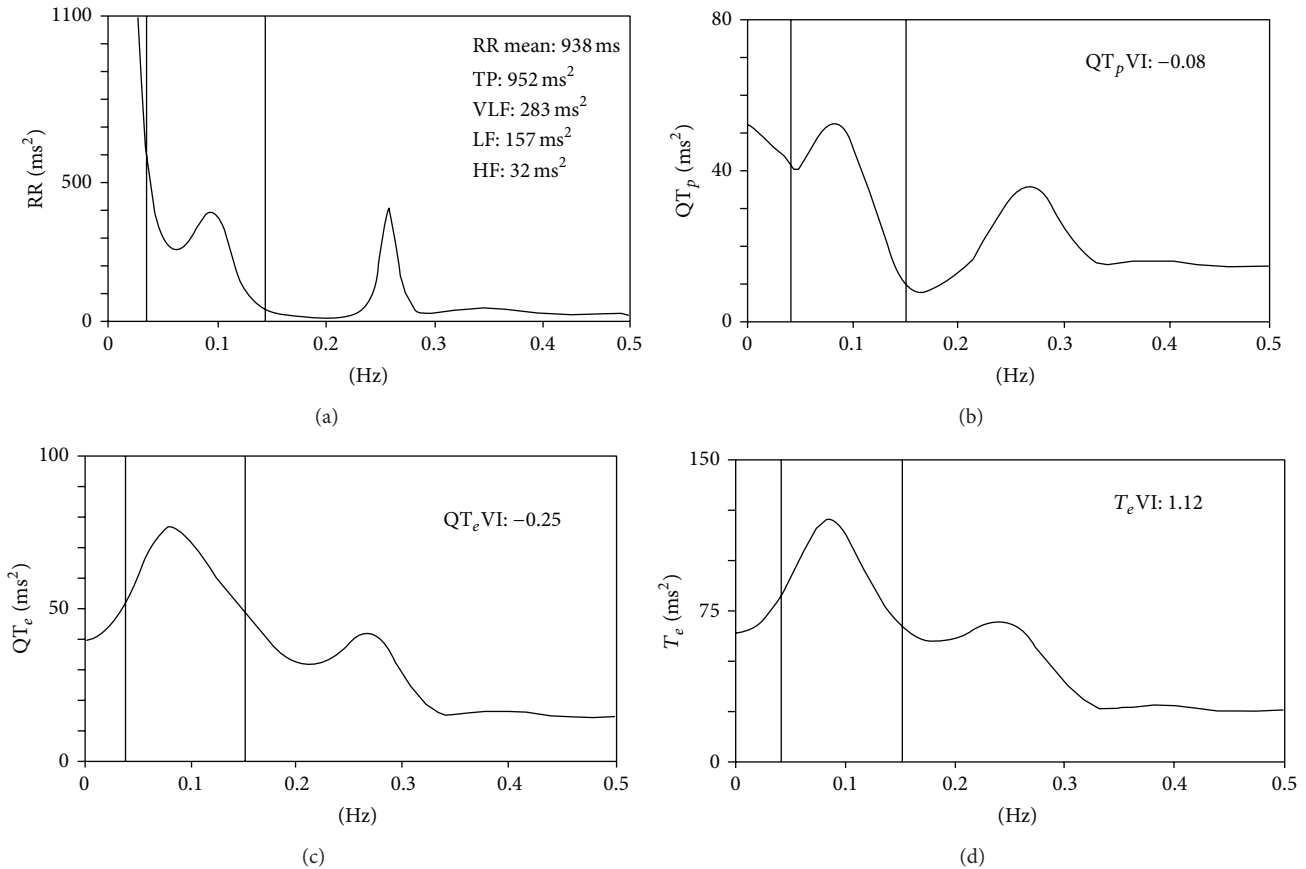 1100
500
0
RR (ms²)
RR mean: 938 ms
TP: 952 ms²
VLF: 283 ms²
LF: 157 ms²
HF: 32 ms²
0 0.1 0.2 0.3 0.4 0.5
(Hz)
(a)
80
40
0
QTₚ (ms²)
QTₚVI: −0.08
0 0.1 0.2 0.3 0.4 0.5
(Hz)
(b)
100
50
0
QTₑ (ms²)
QTₑVI: −0.25
0 0.1 0.2 0.3 0.4 0.5
(Hz)
(c)
150
75
0
Tₑ (ms²)
TₑVI: 1.12
0 0.1 0.2 0.3 0.4 0.5
(Hz)
(d)